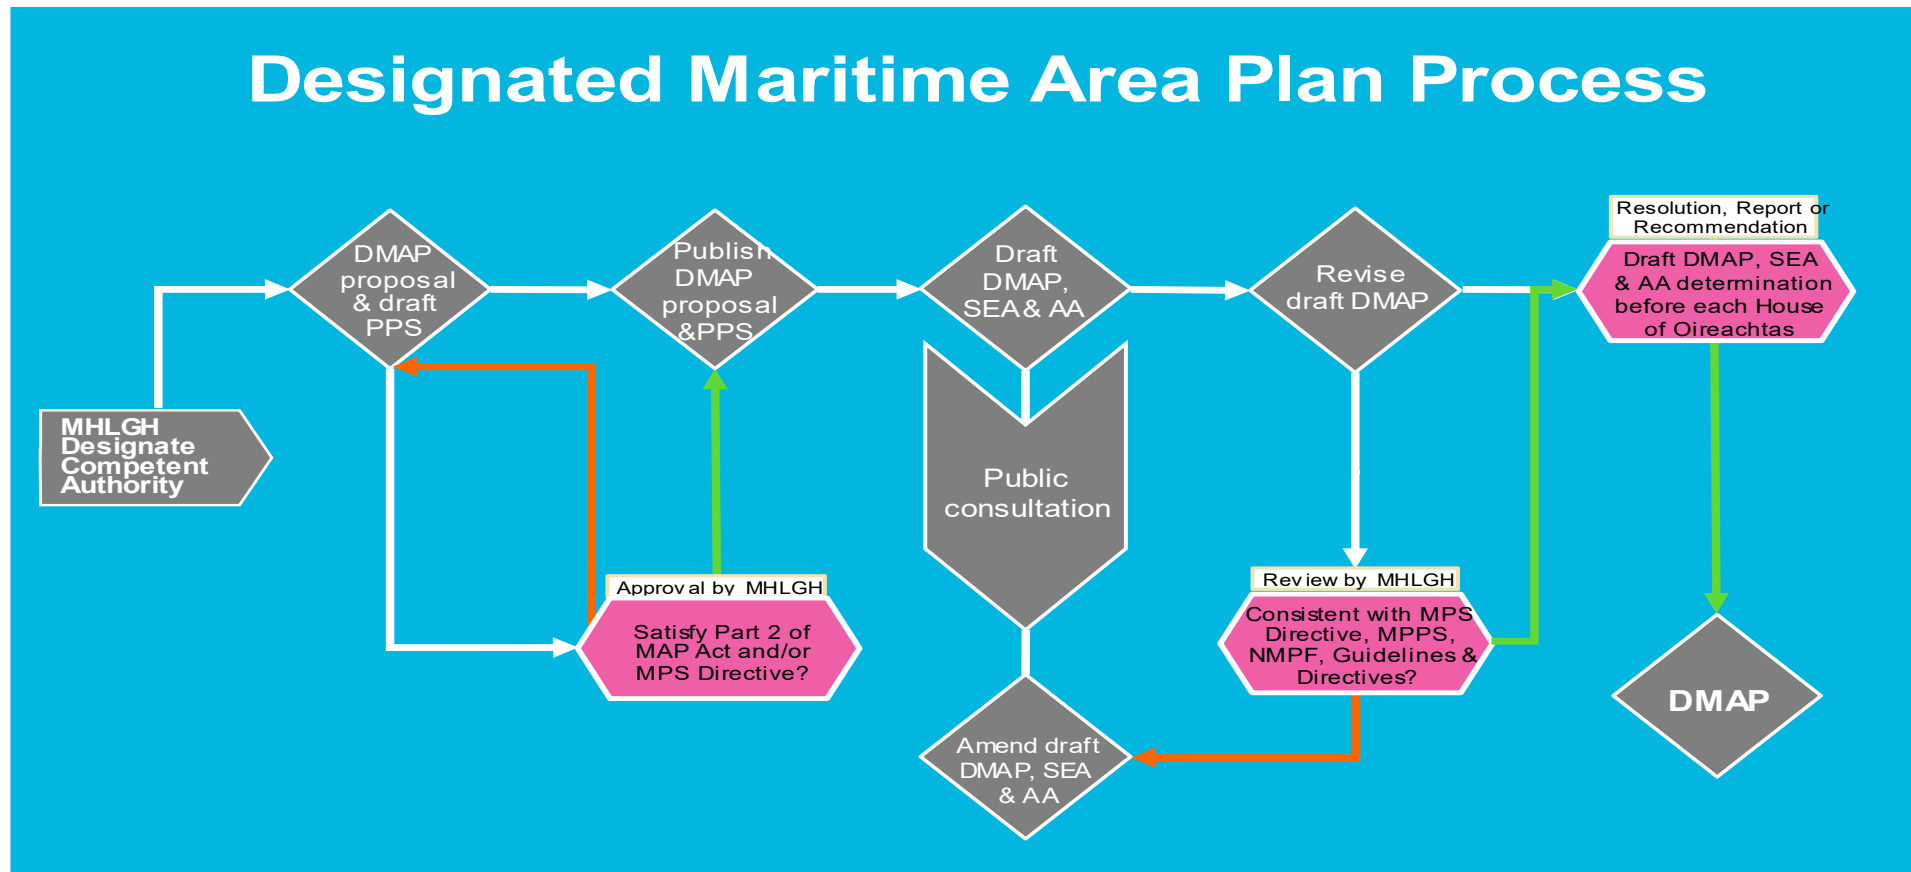 Designated Maritime Area Plan Process
MHLGH
Designate
Competent
Authority
DMAP
proposal
& draft
PPS
Approval by MHLGH
Satisfy Part 2 of
MAP Act and/or
MPS Directive?
Publish
DMAP
proposal
&PPS
Draft
DMAP,
SEA & AA
Public
consultation
Amend draft
DMAP, SEA
& AA
Revise
draft DMAP
Review by MHLGH
Consistent with MPS
Directive, MPPS,
NMPF, Guidelines &
Directives?
Resolution, Report or
Recommendation
Draft DMAP, SEA
& AA determination
before each House
of Oireachtas
DMAP